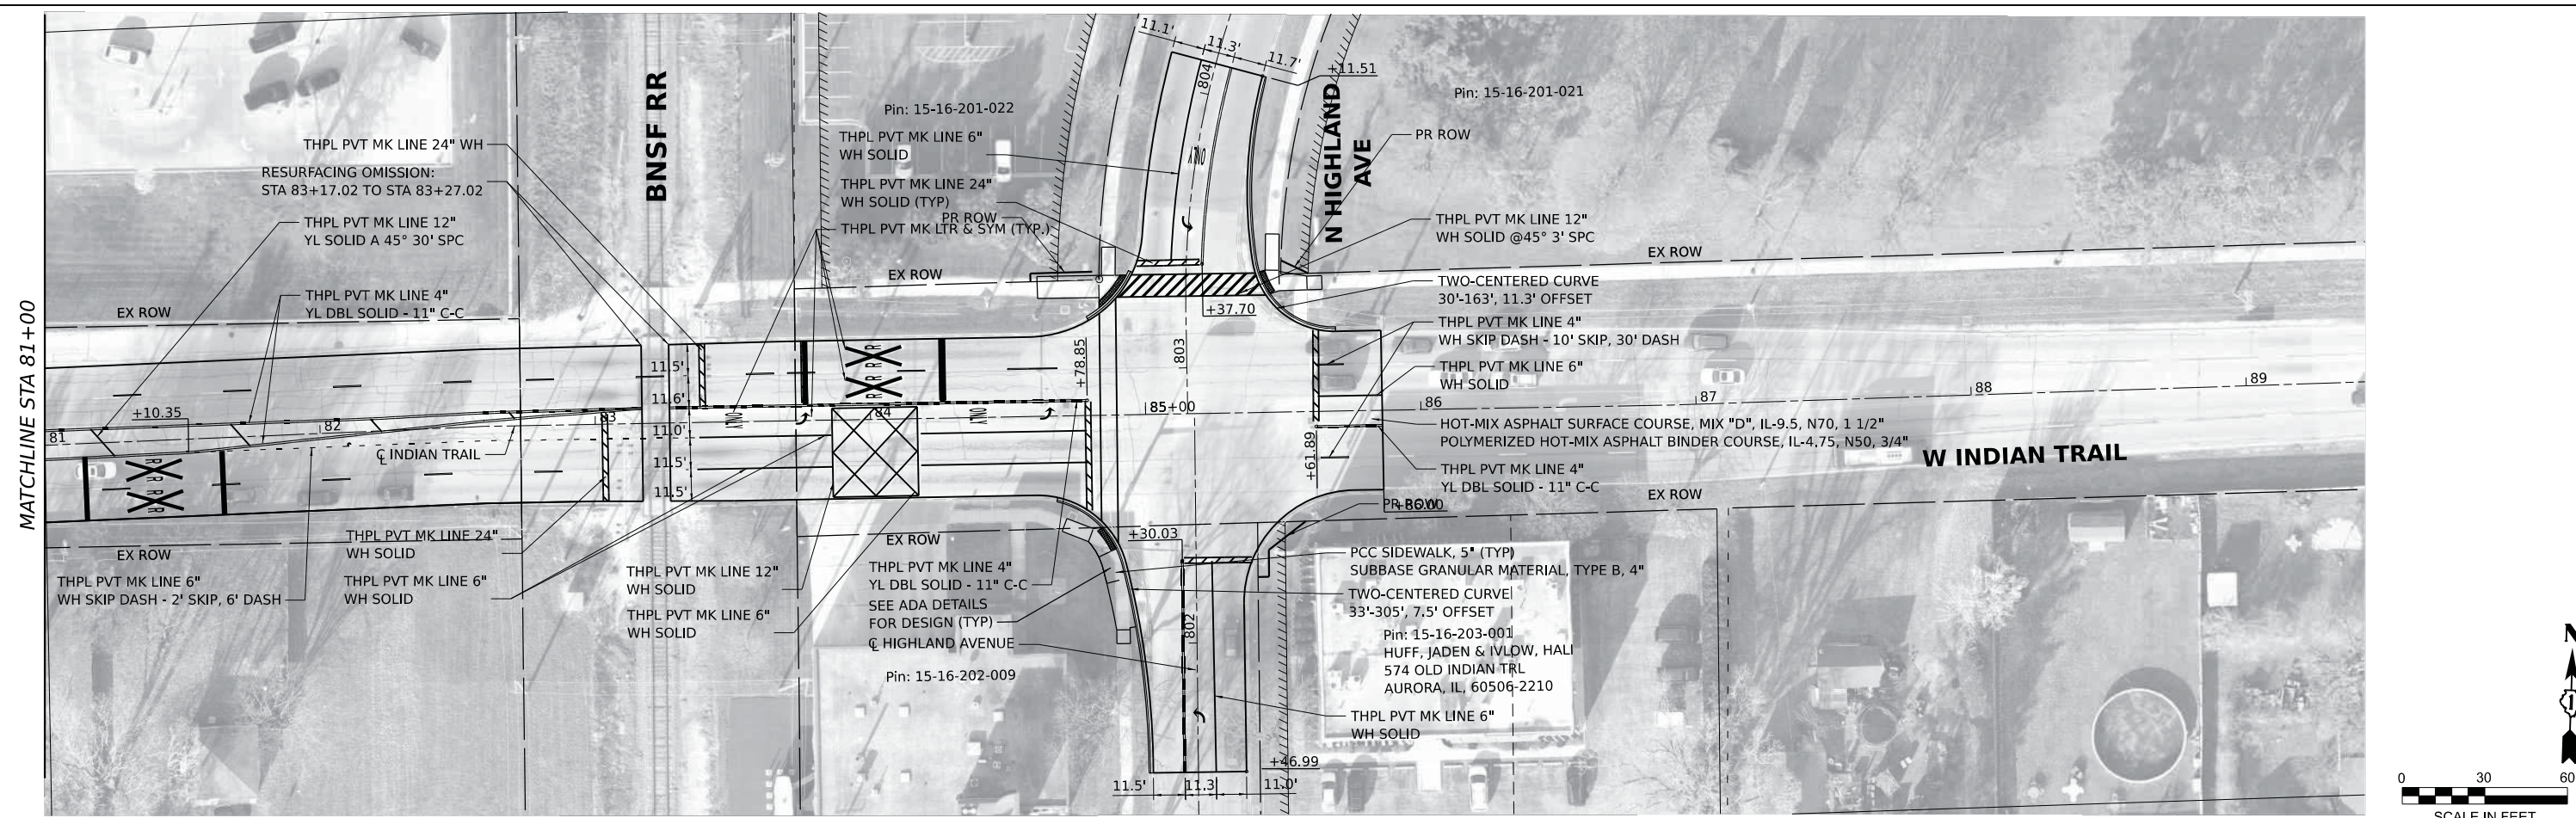 11.1'
11.3'
11.7'
+11.51
804
BNSF RR
Pin: 15-16-201-022
Pin: 15-16-201-021
THPL PVT MK LINE 6"
WH SOLID
N HIGHLAND
AVE
PR ROW
THPL PVT MK LINE 24" WH
RESURFACING OMISSION:
STA 83+17.02 TO STA 83+27.02
ONLY
THPL PVT MK LINE 24"
WH SOLID (TYP)
PR ROW
THPL PVT MK LTR & SYM (TYP.)
THPL PVT MK LINE 12"
YL SOLID A 45° 30' SPC
THPL PVT MK LINE 12"
WH SOLID @45° 3' SPC
EX ROW
EX ROW
TWO-CENTERED CURVE
30'-163', 11.3' OFFSET
THPL PVT MK LINE 4"
YL DBL SOLID - 11" C-C
EX ROW
+37.70
THPL PVT MK LINE 4"
WH SKIP DASH - 10' SKIP, 30' DASH
MATCHLINE STA 81+00
+78.85
803
R R
R R
11.5'
11.6'
11.0'
11.5'
11.5'
THPL PVT MK LINE 6"
WH SOLID
+10.35
81
82
83
84
85+00
86
87
88
89
ONLY
ONLY
HOT-MIX ASPHALT SURFACE COURSE, MIX "D", IL-9.5, N70, 1 1/2"
POLYMERIZED HOT-MIX ASPHALT BINDER COURSE, IL-4.75, N50, 3/4"
℄ INDIAN TRAIL
W INDIAN TRAIL
+61.89
R R
R R
THPL PVT MK LINE 4"
YL DBL SOLID - 11" C-C
PR ROW
+86.00
EX ROW
THPL PVT MK LINE 24"
WH SOLID
EX ROW
EX ROW
+30.03
THPL PVT MK LINE 6"
WH SKIP DASH - 2' SKIP, 6' DASH
THPL PVT MK LINE 6"
WH SOLID
THPL PVT MK LINE 12"
WH SOLID
THPL PVT MK LINE 4"
YL DBL SOLID - 11" C-C
PCC SIDEWALK, 5" (TYP)
SUBBASE GRANULAR MATERIAL, TYPE B, 4"
THPL PVT MK LINE 6"
WH SOLID
SEE ADA DETAILS
FOR DESIGN (TYP)
TWO-CENTERED CURVE
33'-305', 7.5' OFFSET
℄ HIGHLAND AVENUE
802
Pin: 15-16-203-001
HUFF, JADEN & IVLOW, HALI
574 OLD INDIAN TRL
AURORA, IL, 60506-2210
Pin: 15-16-202-009
THPL PVT MK LINE 6"
WH SOLID
+46.99
11.5'
11.3
11.0'
N
0 30 60
SCALE IN FEET